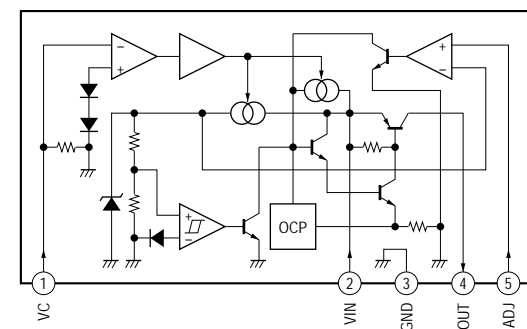 −
+
+
−
+
−
OCP
1
2
3
4
5
VC
VIN
GND
OUT
ADJ